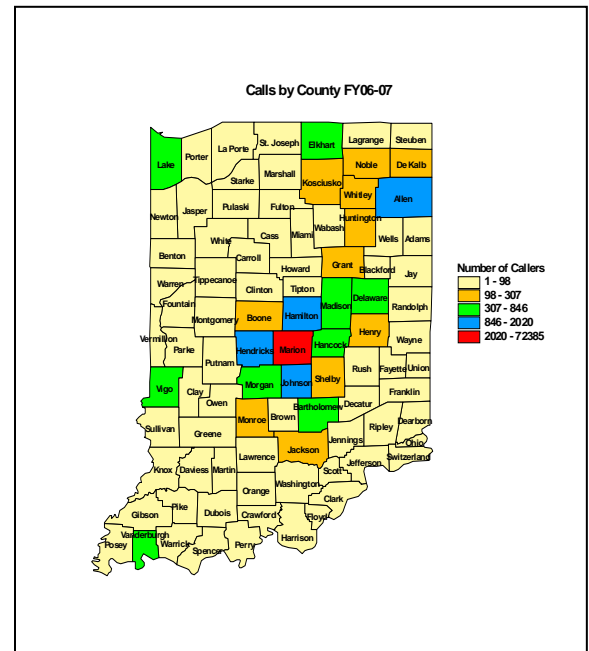 Calls by County FY06-07
St. Joseph
Elkhart
Lagrange
Steuben
Lake
Porter
La Porte
Noble
De Kalb
Marshall
Kosciusko
Starke
Whitley
Allen
Newton
Jasper
Pulaski
Fulton
Huntington
Wabash
Miami
White
Cass
Wells
Adams
Benton
Carroll
Howard
Grant
Blackford
Jay
Warren
Tippecanoe
Clinton
Tipton
Madison
Delaware
Randolph
Fountain
Montgomery
Boone
Hamilton
Henry
Vermillion
Parke
Putnam
Hendricks
Marion
Hancock
Wayne
Rush
Fayette
Union
Vigo
Clay
Owen
Morgan
Johnson
Shelby
Franklin
Sullivan
Greene
Monroe
Brown
Bartholomew
Decatur
Ripley
Dearborn
Ohio
Switzerland
Jennings
Jackson
Lawrence
Jefferson
Scott
Knox
Daviess
Martin
Washington
Orange
Clark
Gibson
Pike
Dubois
Crawford
Floyd
Harrison
Posey
Vanderburgh
Warrick
Spencer
Perry
Number of Callers
1 - 98
98 - 307
307 - 846
846 - 2020
2020 - 72385